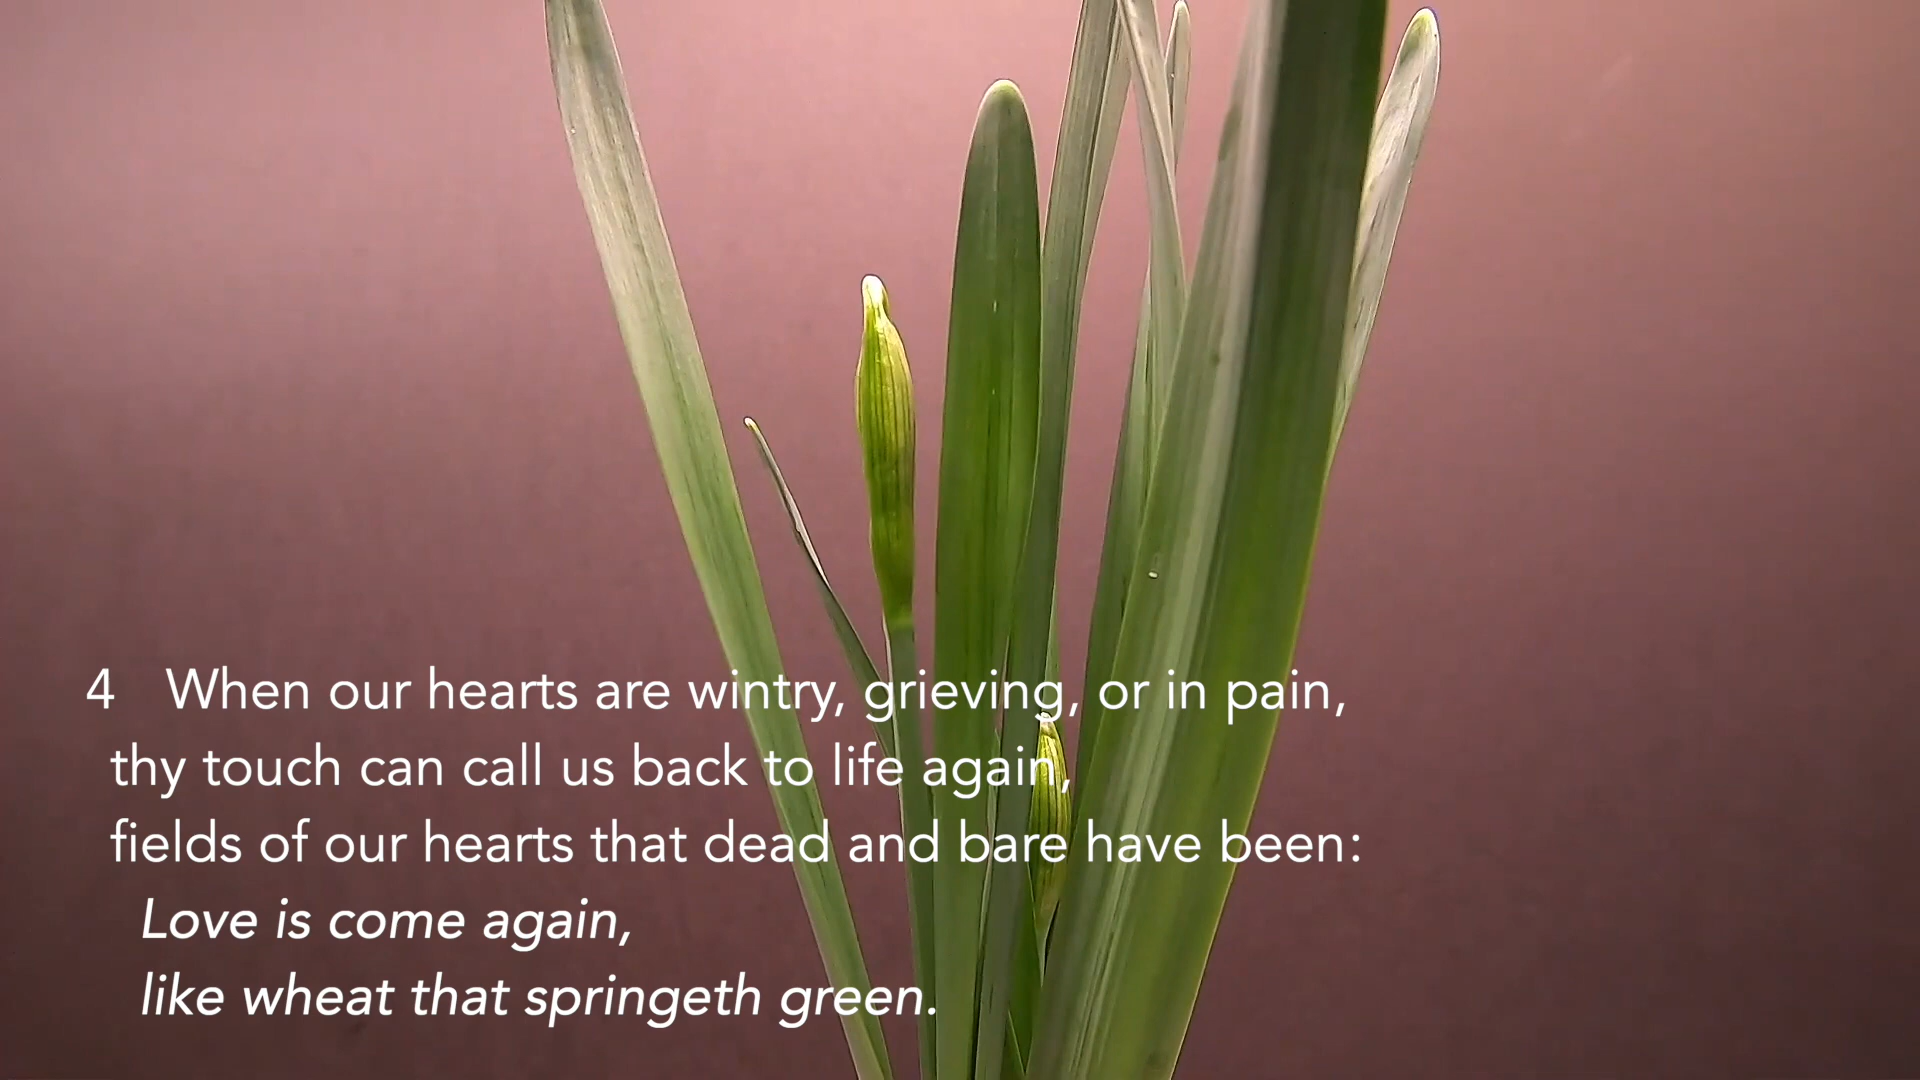 4 When our hearts are wintry, grieving, or in pain,
thy touch can call us back to life again,
fields of our hearts that dead and bare have been:
Love is come again,
like wheat that springeth green.